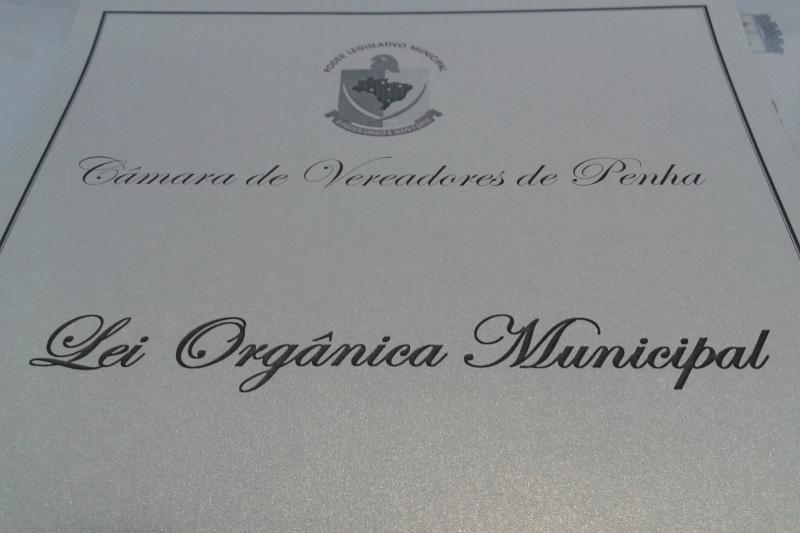 PODER LEGISLATIVO MUNICIPAL
Câmara de Vereadores de Penha
Lei Orgânica Municipal